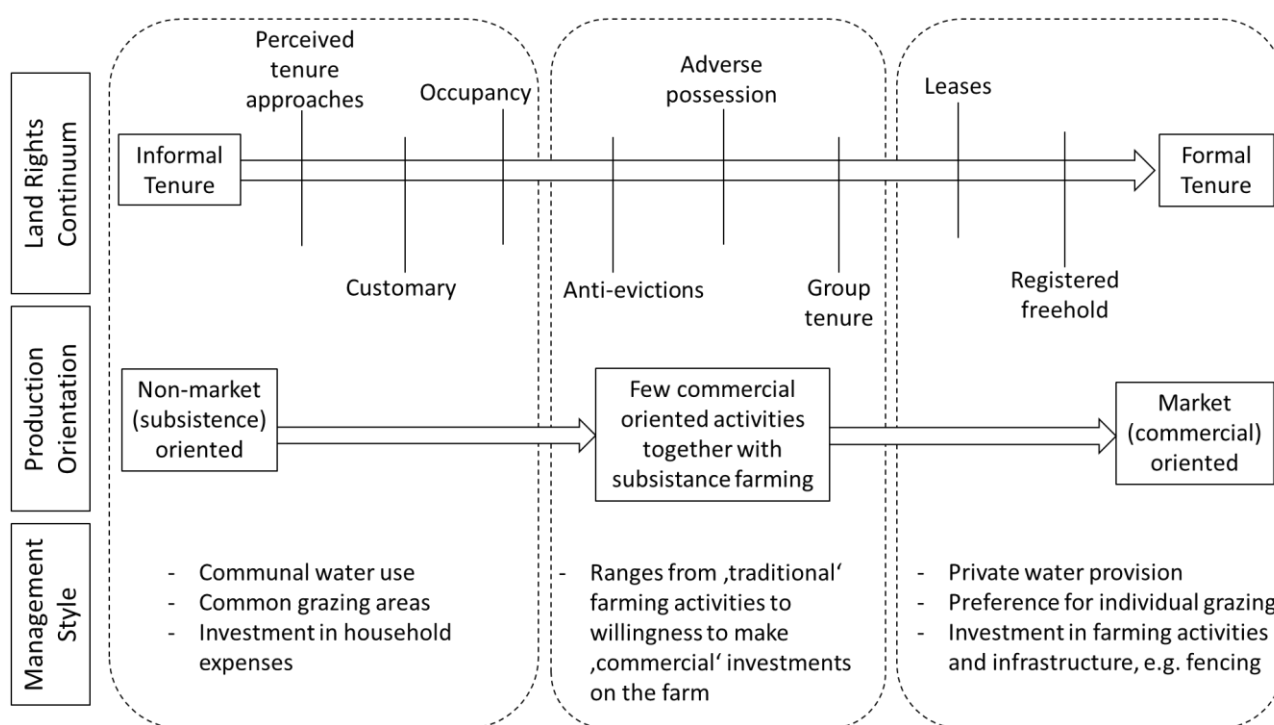 Land Rights
Continuum
Informal
Tenure
Perceived
tenure
approaches
Customary
Occupancy
Anti-evictions
Adverse
possession
Group
tenure
Leases
Registered
freehold
Formal
Tenure
Production
Orientation
Non-market
(subsistence)
oriented
Few commercial
oriented activities
together with
subsistance farming
Market
(commercial)
oriented
Management
Style
- Communal water use
- Common grazing areas
- Investment in household
expenses
- Ranges from ‚traditional‘
farming activities to
willingness to make
‚commercial‘ investments
on the farm
- Private water provision
- Preference for individual grazing
- Investment in farming activities
and infrastructure, e.g. fencing